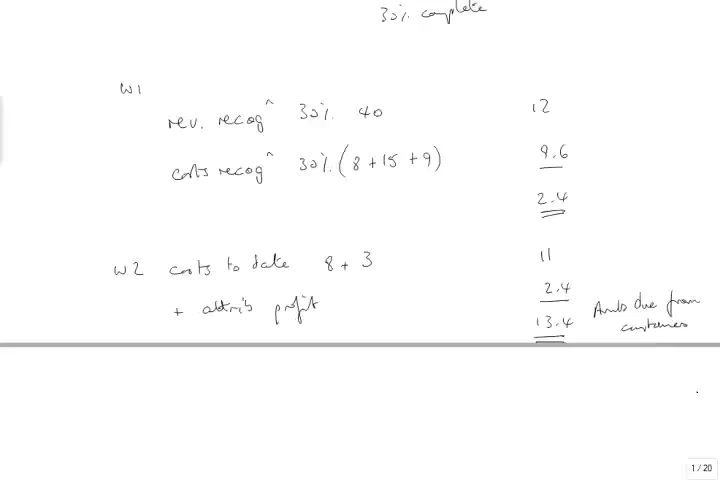 30% complete
W1
rev. recog^n 30% 40 12
costs recog^n 30% (8 + 15 + 9) 9.6
2.4
W2 costs to date 8 + 3 11
+ attrib profit 2.4
13.4 Amts due from customers
1 / 20